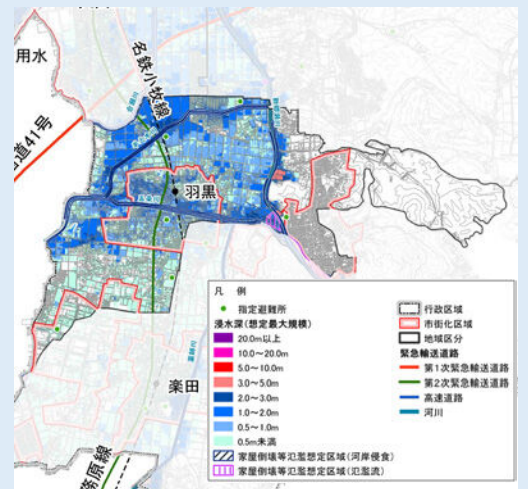 用水
名鉄小牧線
道41号
羽黒
楽田
務原線
凡 例
指定避難所
浸水深(想定最大規模)
20.0m以上
10.0~20.0m
5.0~10.0m
3.0~5.0m
2.0~3.0m
1.0~2.0m
0.5~1.0m
0.5m未満
家屋倒壊等氾濫想定区域(河岸侵食)
家屋倒壊等氾濫想定区域(氾濫流)
行政区域
市街化区域
地域区分
緊急輸送道路
第1次緊急輸送道路
第2次緊急輸送道路
高速道路
河川